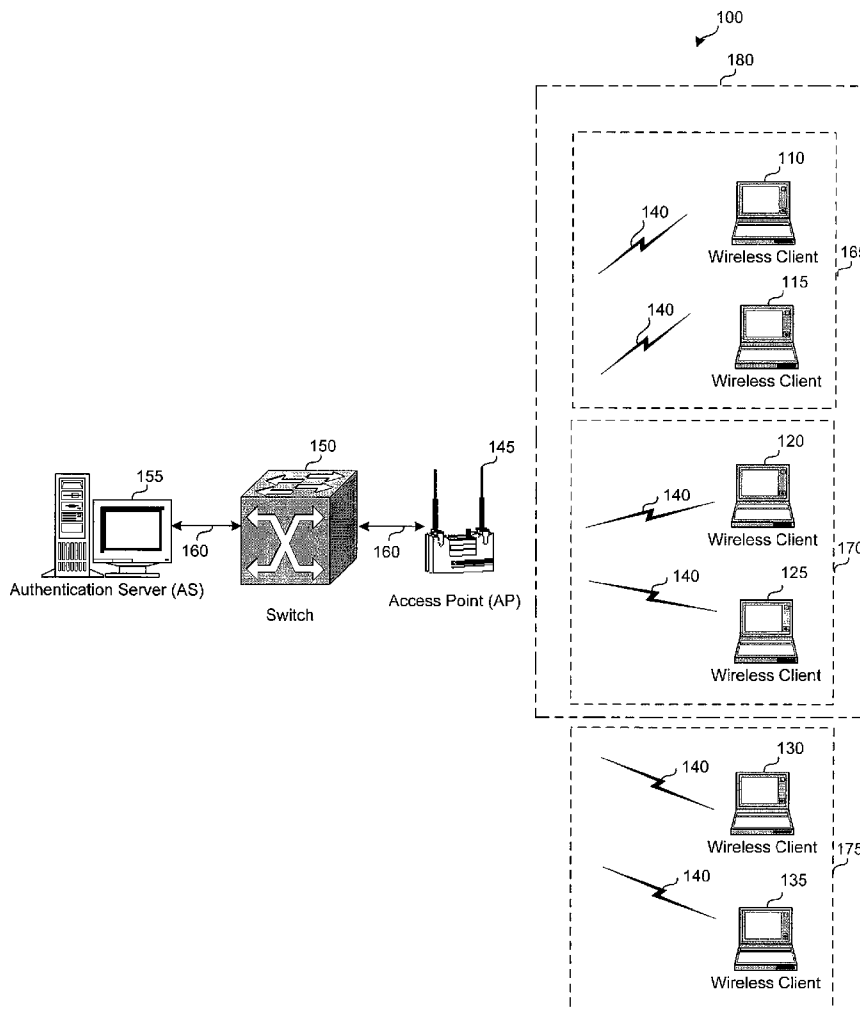 100
180
110
140
Wireless Client
165
115
140
Wireless Client
120
140
Wireless Client
170
125
140
Wireless Client
155
150
145
160
160
Authentication Server (AS)
Switch
Access Point (AP)
130
140
Wireless Client
175
135
140
Wireless Client